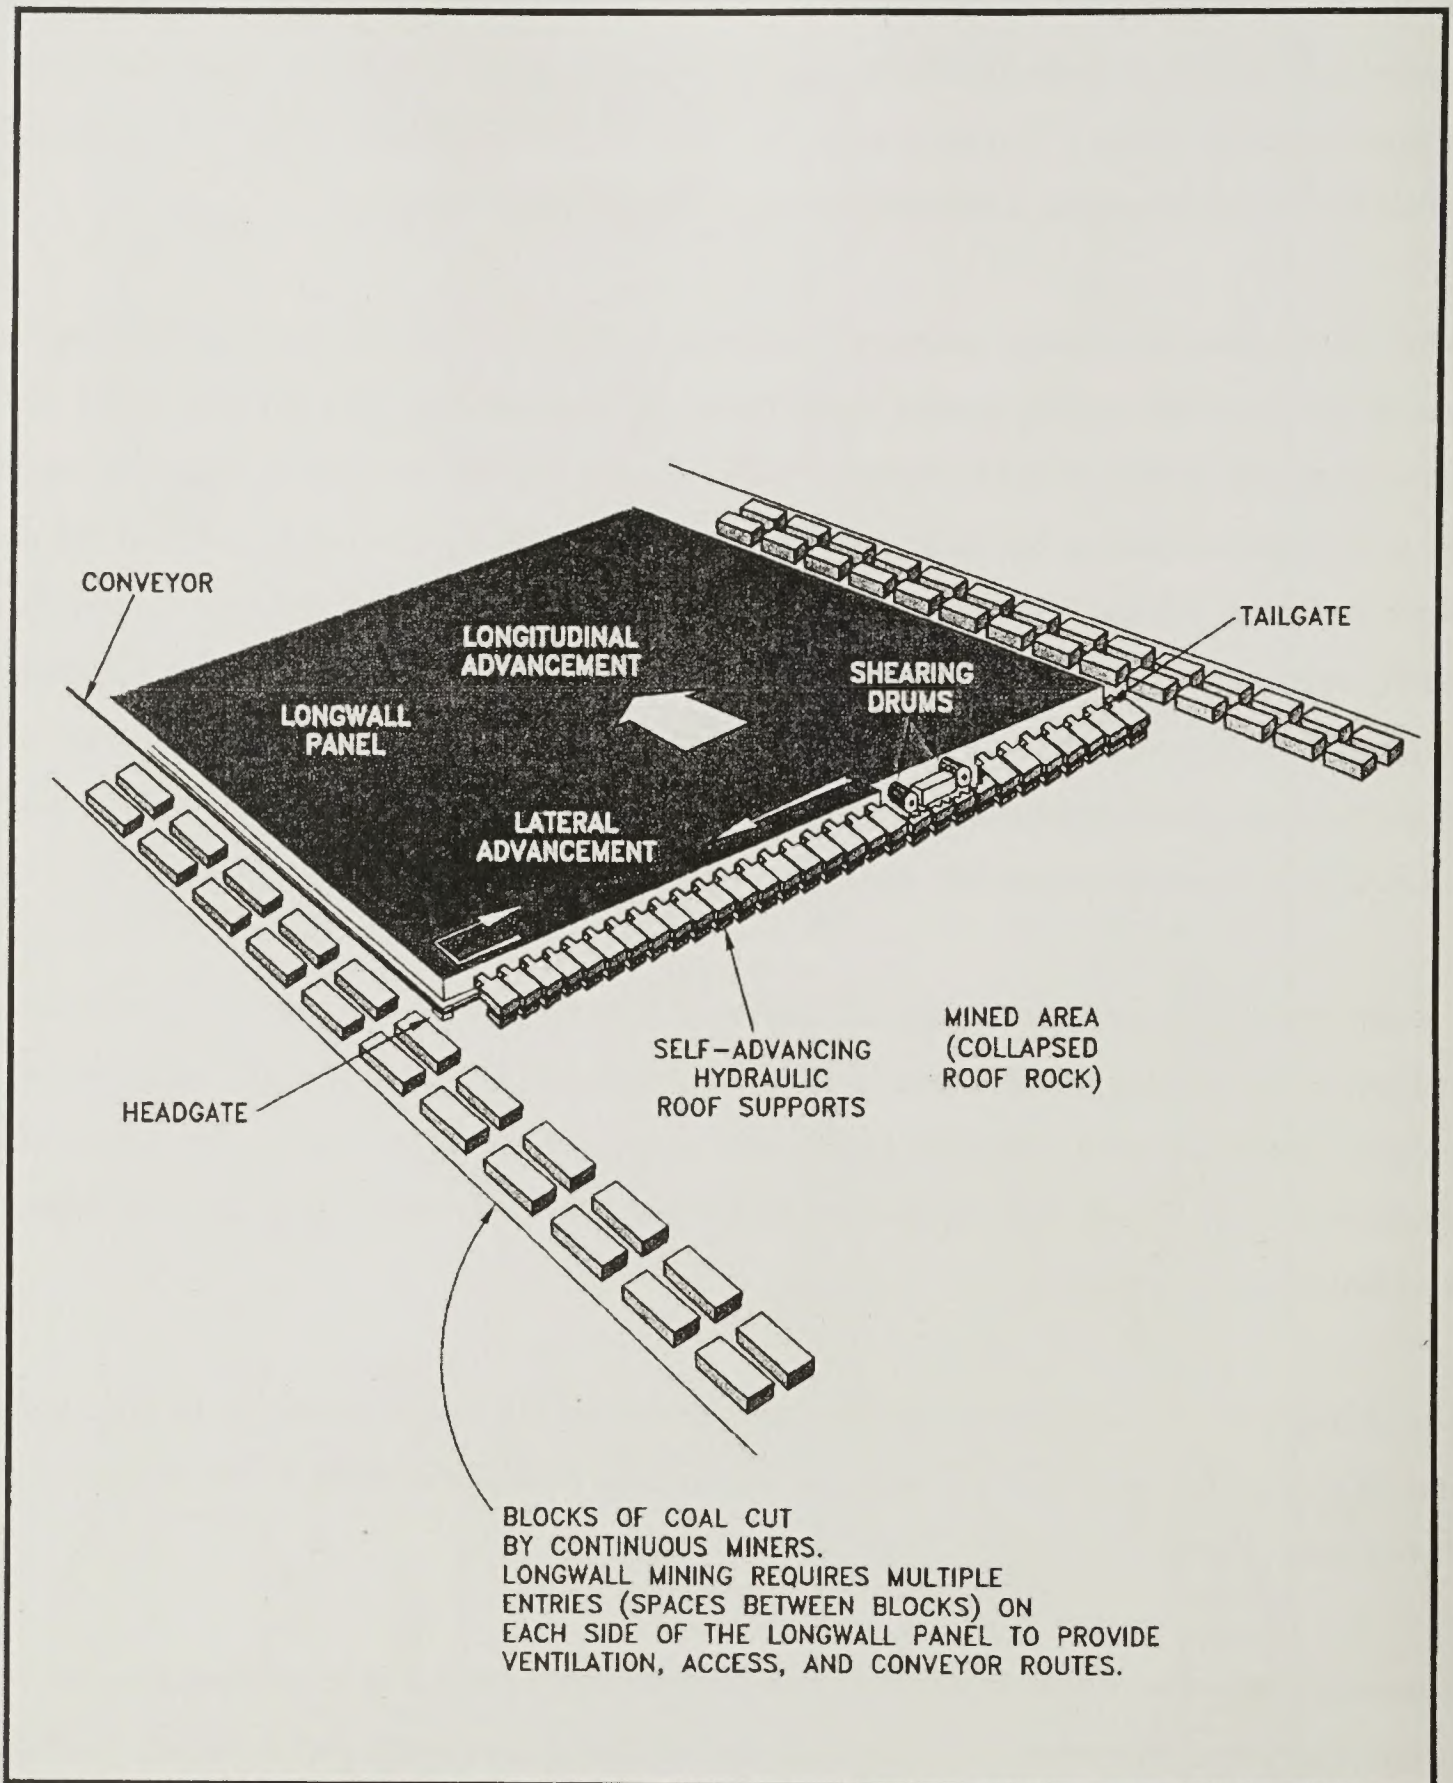 CONVEYOR
TAILGATE
LONGITUDINAL
ADVANCEMENT
SHEARING
DRUMS
LONGWALL
PANEL
LATERAL
ADVANCEMENT
MINED AREA
(COLLAPSED
ROOF ROCK)
SELF-ADVANCING
HYDRAULIC
ROOF SUPPORTS
HEADGATE
BLOCKS OF COAL CUT
BY CONTINUOUS MINERS.
LONGWALL MINING REQUIRES MULTIPLE
ENTRIES (SPACES BETWEEN BLOCKS) ON
EACH SIDE OF THE LONGWALL PANEL TO PROVIDE
VENTILATION, ACCESS, AND CONVEYOR ROUTES.